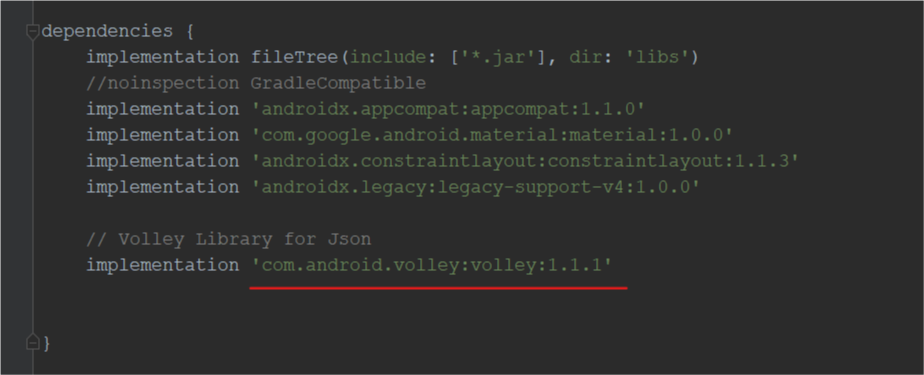 dependencies {
implementation fileTree(include: ['*.jar'], dir: 'libs')
//noinspection GradleCompatible
implementation 'androidx.appcompat:appcompat:1.1.0'
implementation 'com.google.android.material:material:1.0.0'
implementation 'androidx.constraintlayout:constraintlayout:1.1.3'
implementation 'androidx.legacy:legacy-support-v4:1.0.0'
// Volley Library for Json
implementation 'com.android.volley:volley:1.1.1'
}